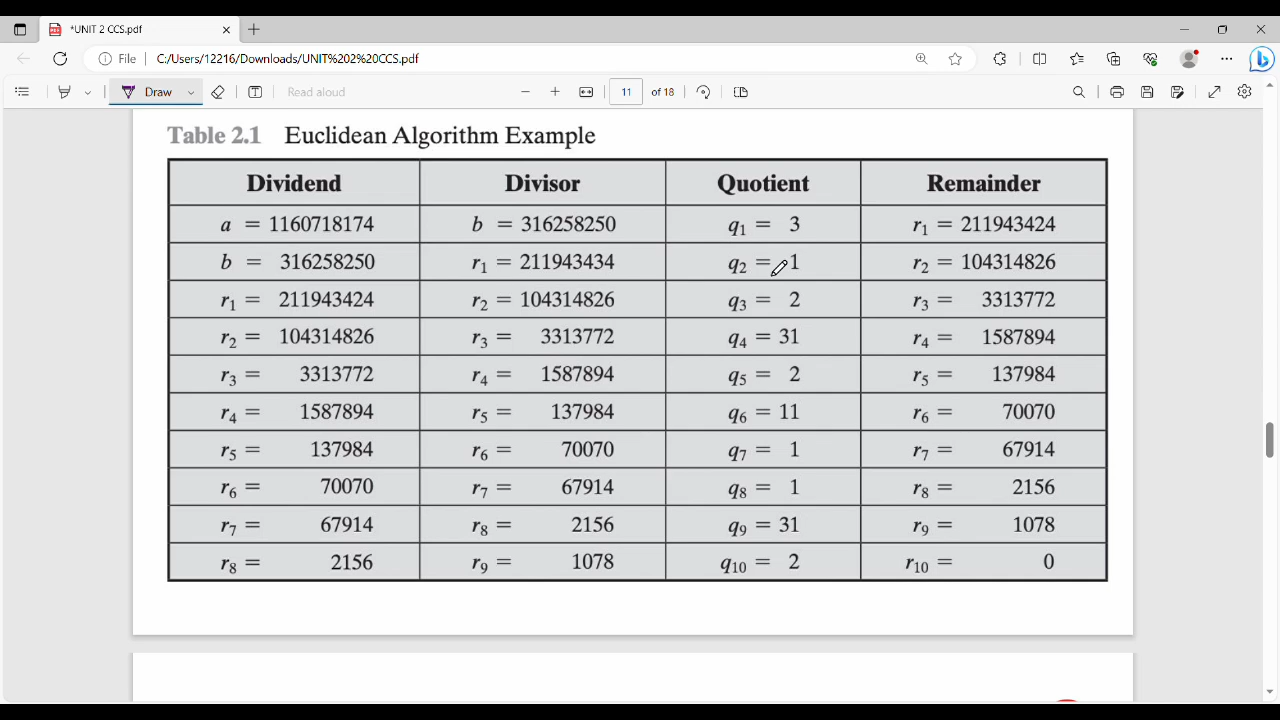 *UNIT 2 CCS.pdf
File C:/Users/12216/Downloads/UNIT%202%20CCS.pdf
Draw Read aloud 11 of 18
Table 2.1 Euclidean Algorithm Example
Dividend Divisor Quotient Remainder
a = 1160718174 b = 316258250 q₁ = 3 r₁ = 211943424
b = 316258250 r₁ = 211943434 q₂ = 1 r₂ = 104314826
r₁ = 211943424 r₂ = 104314826 q₃ = 2 r₃ = 3313772
r₂ = 104314826 r₃ = 3313772 q₄ = 31 r₄ = 1587894
r₃ = 3313772 r₄ = 1587894 q₅ = 2 r₅ = 137984
r₄ = 1587894 r₅ = 137984 q₆ = 11 r₆ = 70070
r₅ = 137984 r₆ = 70070 q₇ = 1 r₇ = 67914
r₆ = 70070 r₇ = 67914 q₈ = 1 r₈ = 2156
r₇ = 67914 r₈ = 2156 q₉ = 31 r₉ = 1078
r₈ = 2156 r₉ = 1078 q₁₀ = 2 r₁₀ = 0